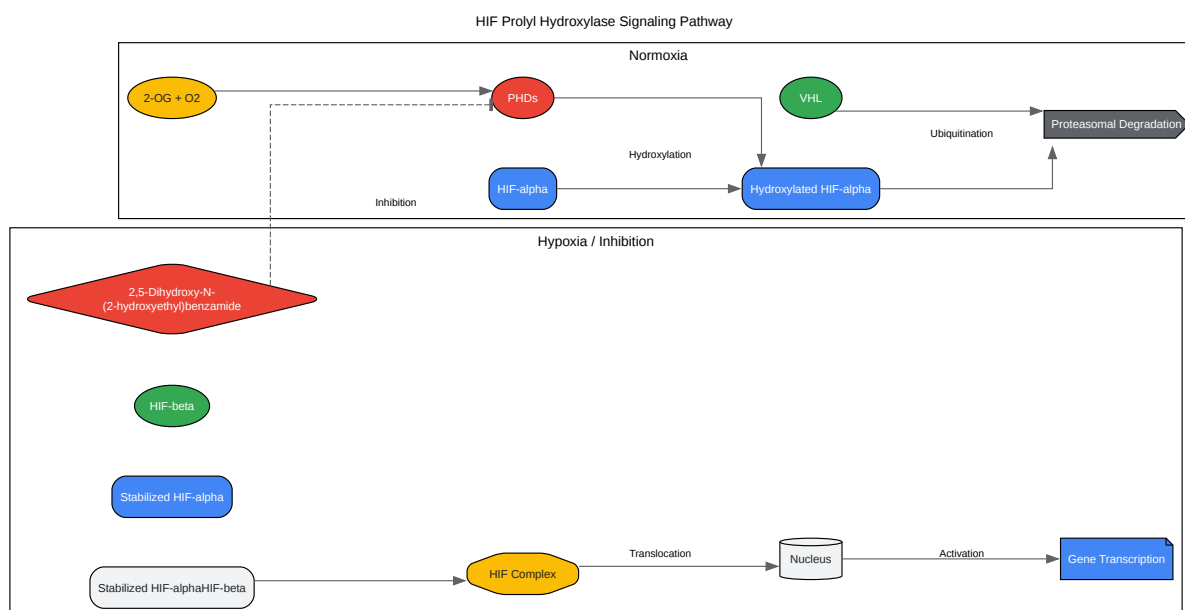 HIF Prolyl Hydroxylase Signaling Pathway
Normoxia
2-OG + O2
PHDs
VHL
Proteasomal Degradation
Ubiquitination
Hydroxylation
HIF-alpha
Hydroxylated HIF-alpha
Inhibition
Hypoxia / Inhibition
2,5-Dihydroxy-N-
(2-hydroxyethyl)benzamide
HIF-beta
Stabilized HIF-alpha
Translocation
Nucleus
Activation
Gene Transcription
HIF Complex
Stabilized HIF-alphaHIF-beta